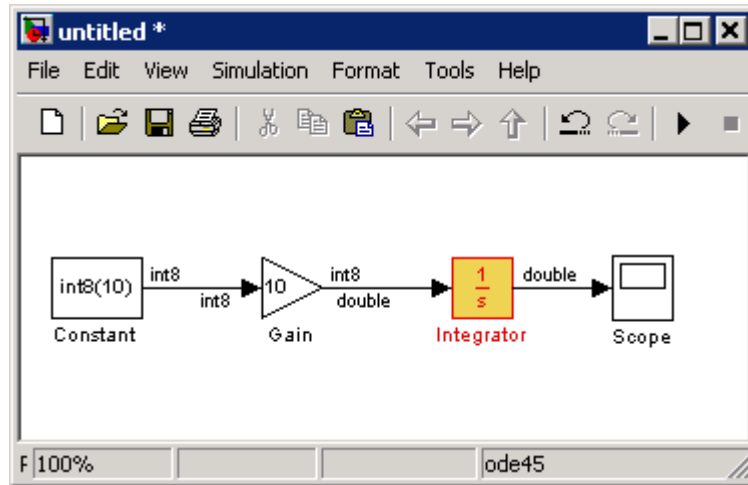 untitled *
File Edit View Simulation Format Tools Help
int8(10) int8 int8 10 int8 double 1 s double
Constant Gain Integrator Scope
F 100% ode45